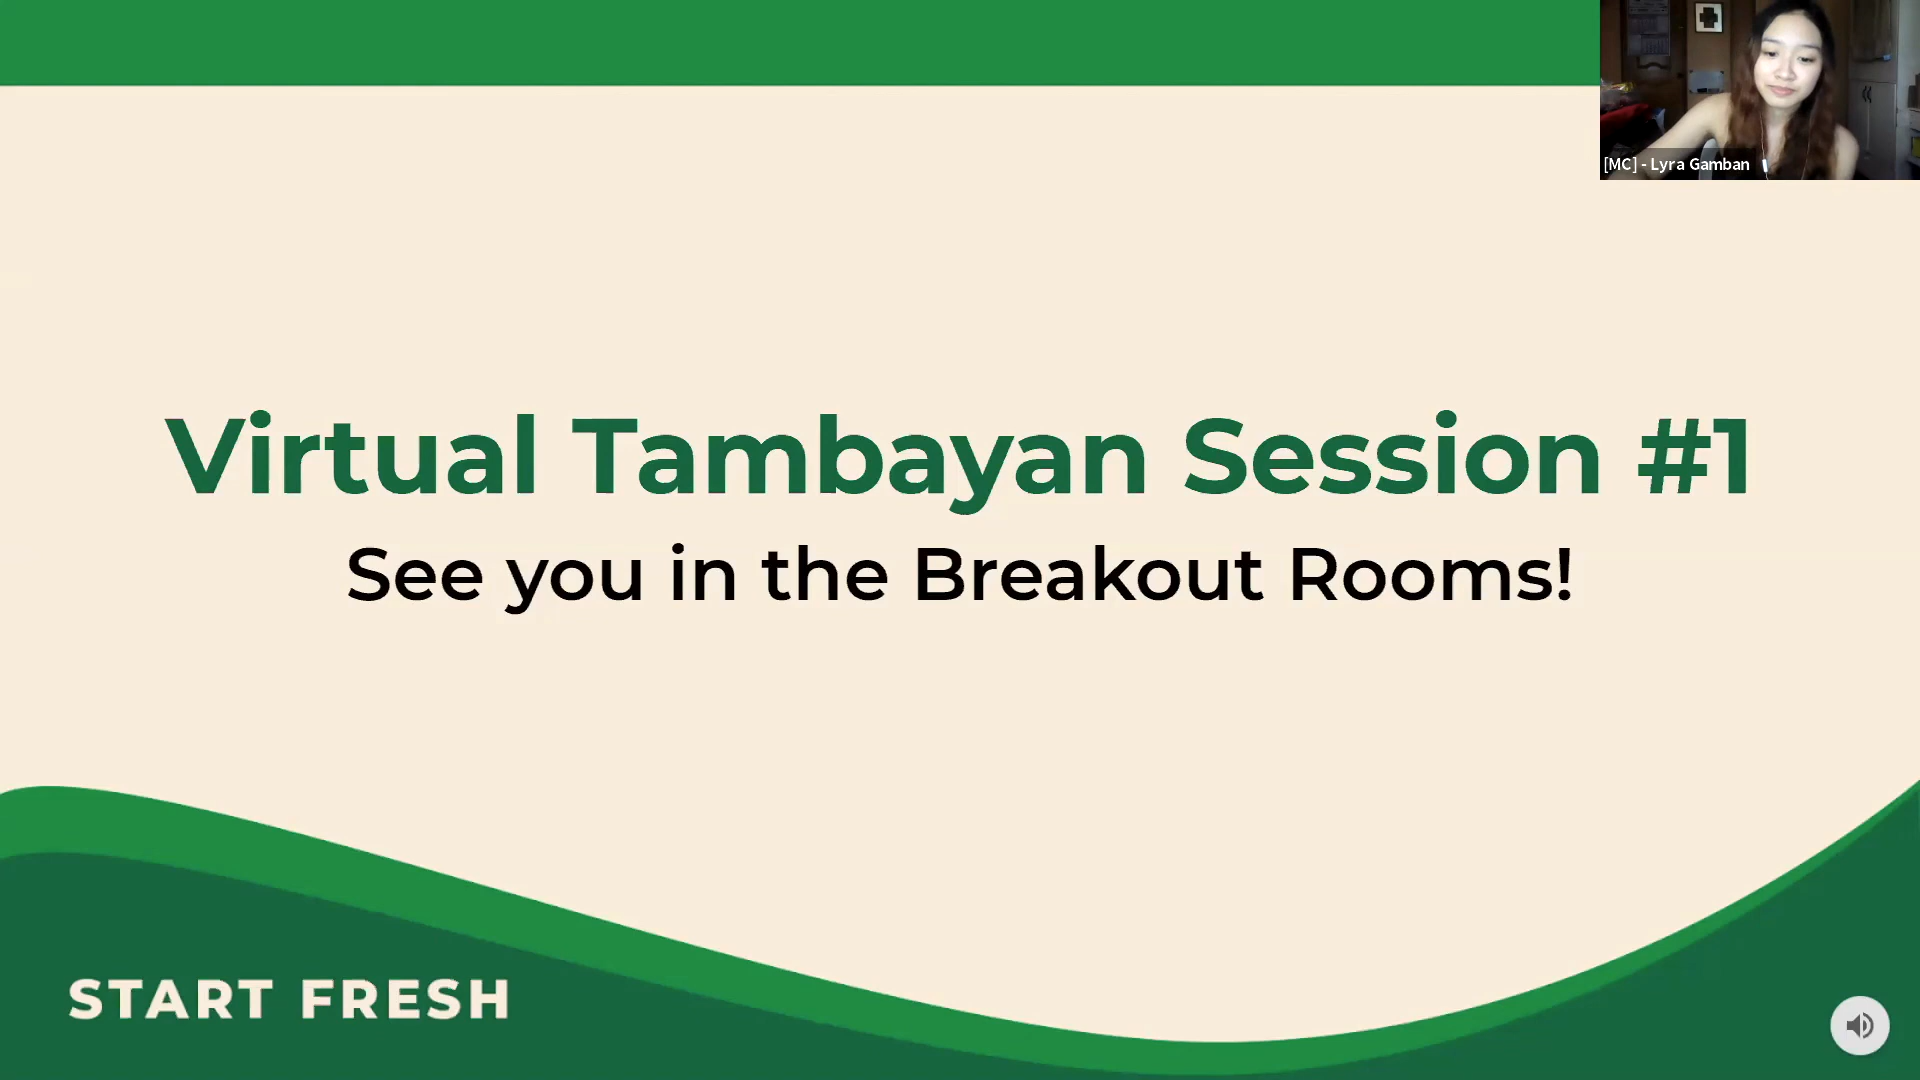 [MC] - Lyra Gamban
Virtual Tambayan Session #1
See you in the Breakout Rooms!
START FRESH